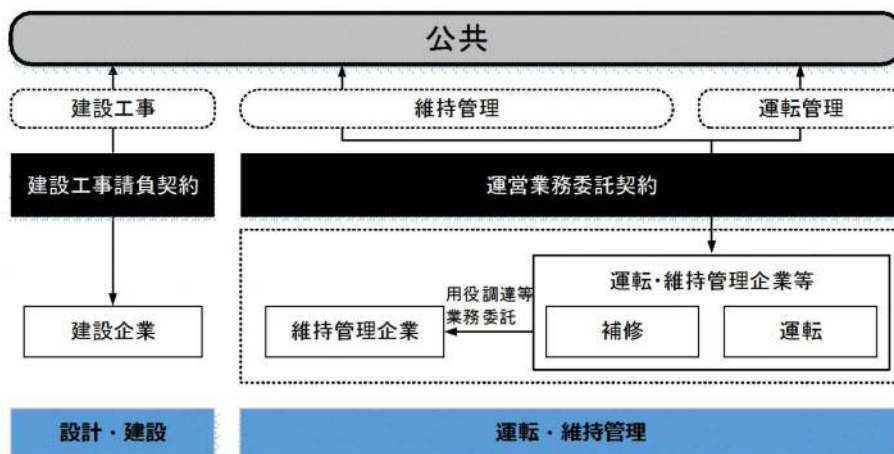 公共
建設工事
維持管理
運転管理
建設工事請負契約
運営業務委託契約
運転・維持管理企業等
用役調達等
業務委託
建設企業
維持管理企業
補修
運転
設計・建設
運転・維持管理